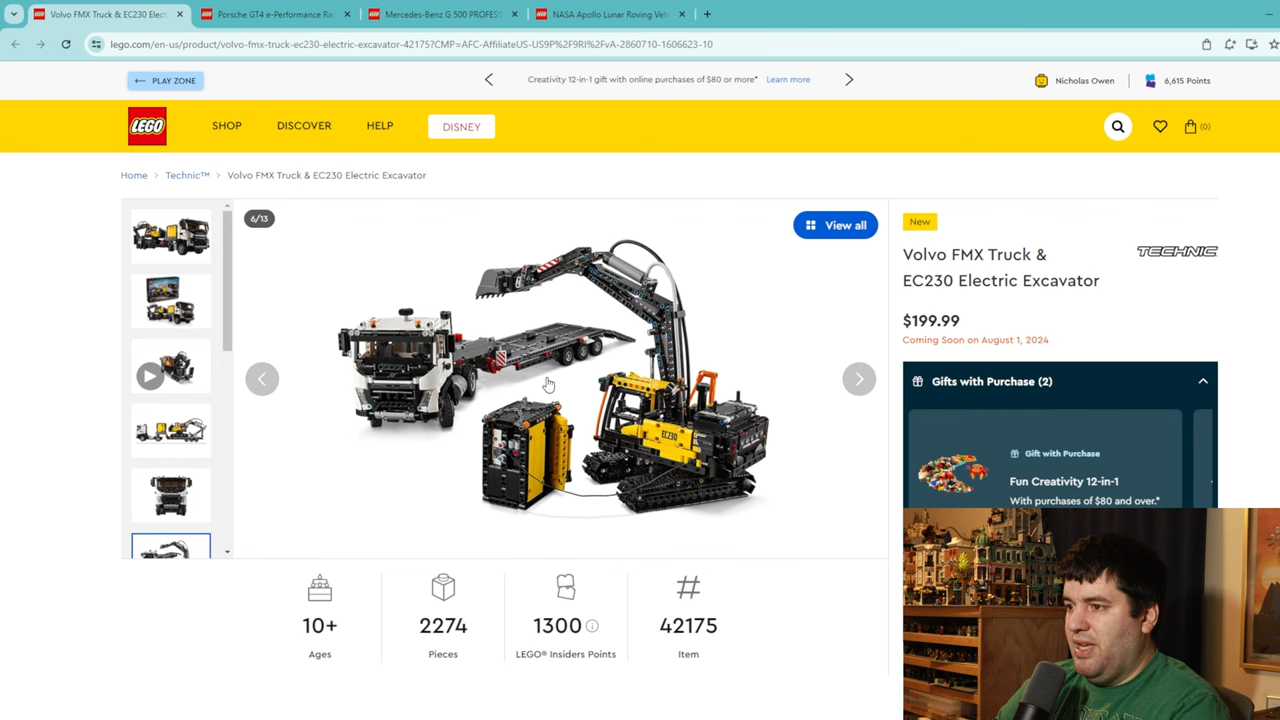 Volvo FMX Truck & EC230 Elect
Porsche GT4 e-Performance Ra
Mercedes-Benz G 500 PROFESS
NASA Apollo Lunar Roving Veh
lego.com/en-us/product/volvo-fmx-truck-ec230-electric-excavator-42175?CMP=AFC-AffiliateUS-US9P%2F9RI%2FvA-2860710-1606623-10
PLAY ZONE
Creativity 12-in-1 gift with online purchases of $80 or more* Learn more
Nicholas Owen
6,615 Points
LEGO
SHOP
DISCOVER
HELP
DISNEY
(0)
Home > Technic™ > Volvo FMX Truck & EC230 Electric Excavator
6/13
View all
EC230
New
Volvo FMX Truck &
EC230 Electric Excavator
TECHNIC
$199.99
Coming Soon on August 1, 2024
Gifts with Purchase (2)
Gift with Purchase
Fun Creativity 12-in-1
With purchases of $80 and over.*
10+
Ages
2274
Pieces
1300
LEGO® Insiders Points
#
42175
Item